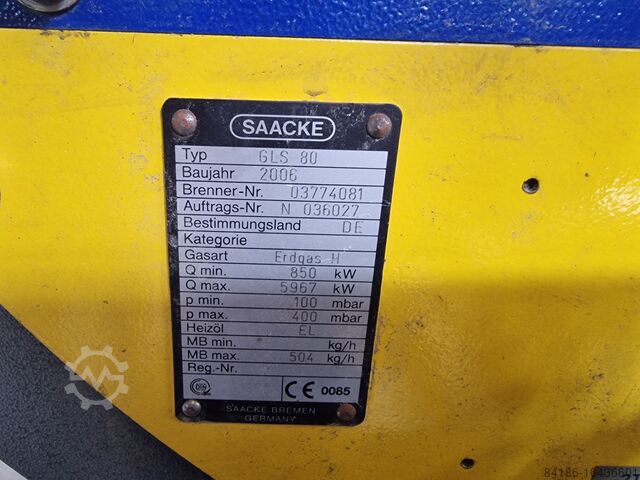 SAACKE
Typ GLS 80
Baujahr 2006
Brenner-Nr. 03774081
Auftrags-Nr. N 036027
Bestimmungsland DE
Kategorie
Gasart Erdgas H
Q min. 850 kW
Q max. 5967 kW
p min. 100 mbar
p max. 400 mbar
Heizöl EL
MB min. kg/h
MB max. 504 kg/h
Reg.-Nr.
DIN CE 0085
SAACKE BREMEN
GERMANY